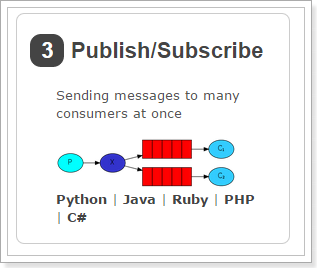 3 Publish/Subscribe
Sending messages to many
consumers at once
P X C₁
C₂
Python | Java | Ruby | PHP
| C#